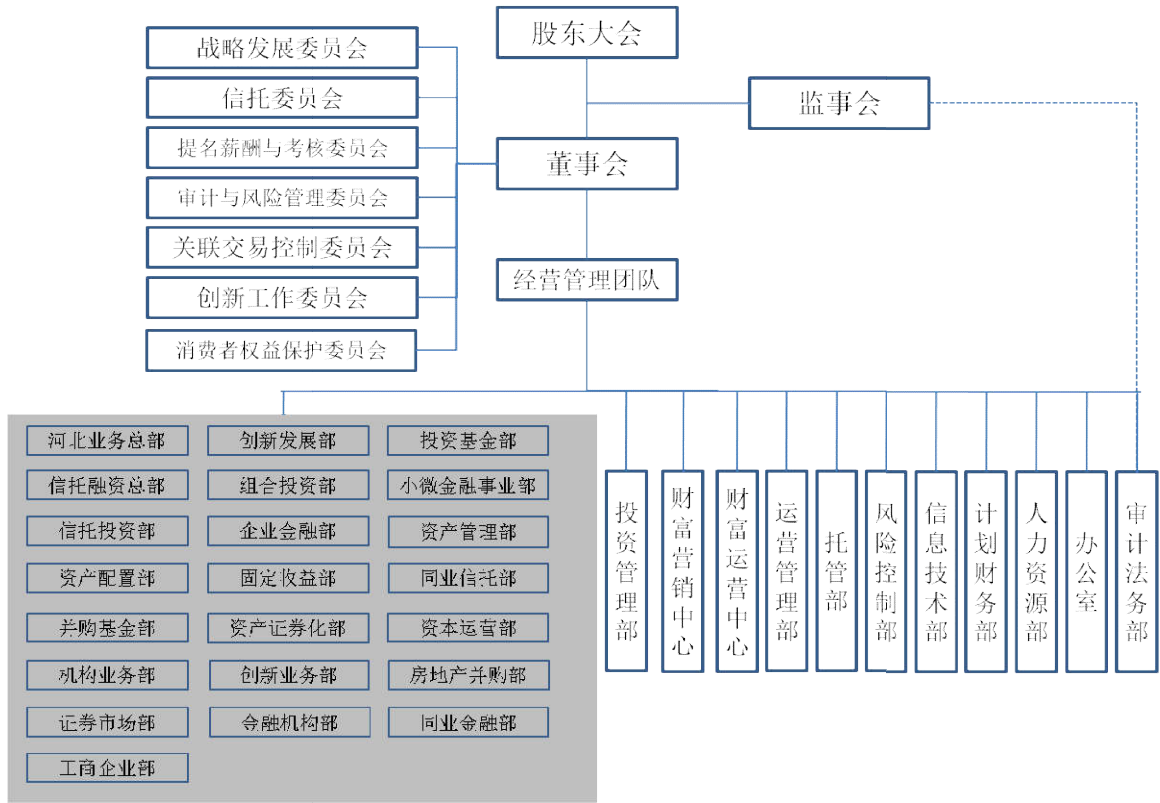 股东大会
监事会
董事会
战略发展委员会
信托委员会
提名薪酬与考核委员会
审计与风险管理委员会
关联交易控制委员会
创新工作委员会
消费者权益保护委员会
经营管理团队
河北业务总部
创新发展部
投资基金部
信托融资总部
组合投资部
小微金融事业部
信托投资部
企业金融部
资产管理部
资产配置部
固定收益部
同业信托部
并购基金部
资产证券化部
资本运营部
机构业务部
创新业务部
房地产并购部
证券市场部
金融机构部
同业金融部
工商企业部
投资管理部
财富营销中心
财富运营中心
运营管理部
托管部
风险控制部
信息技术部
计划财务部
人力资源部
办公室
审计法务部